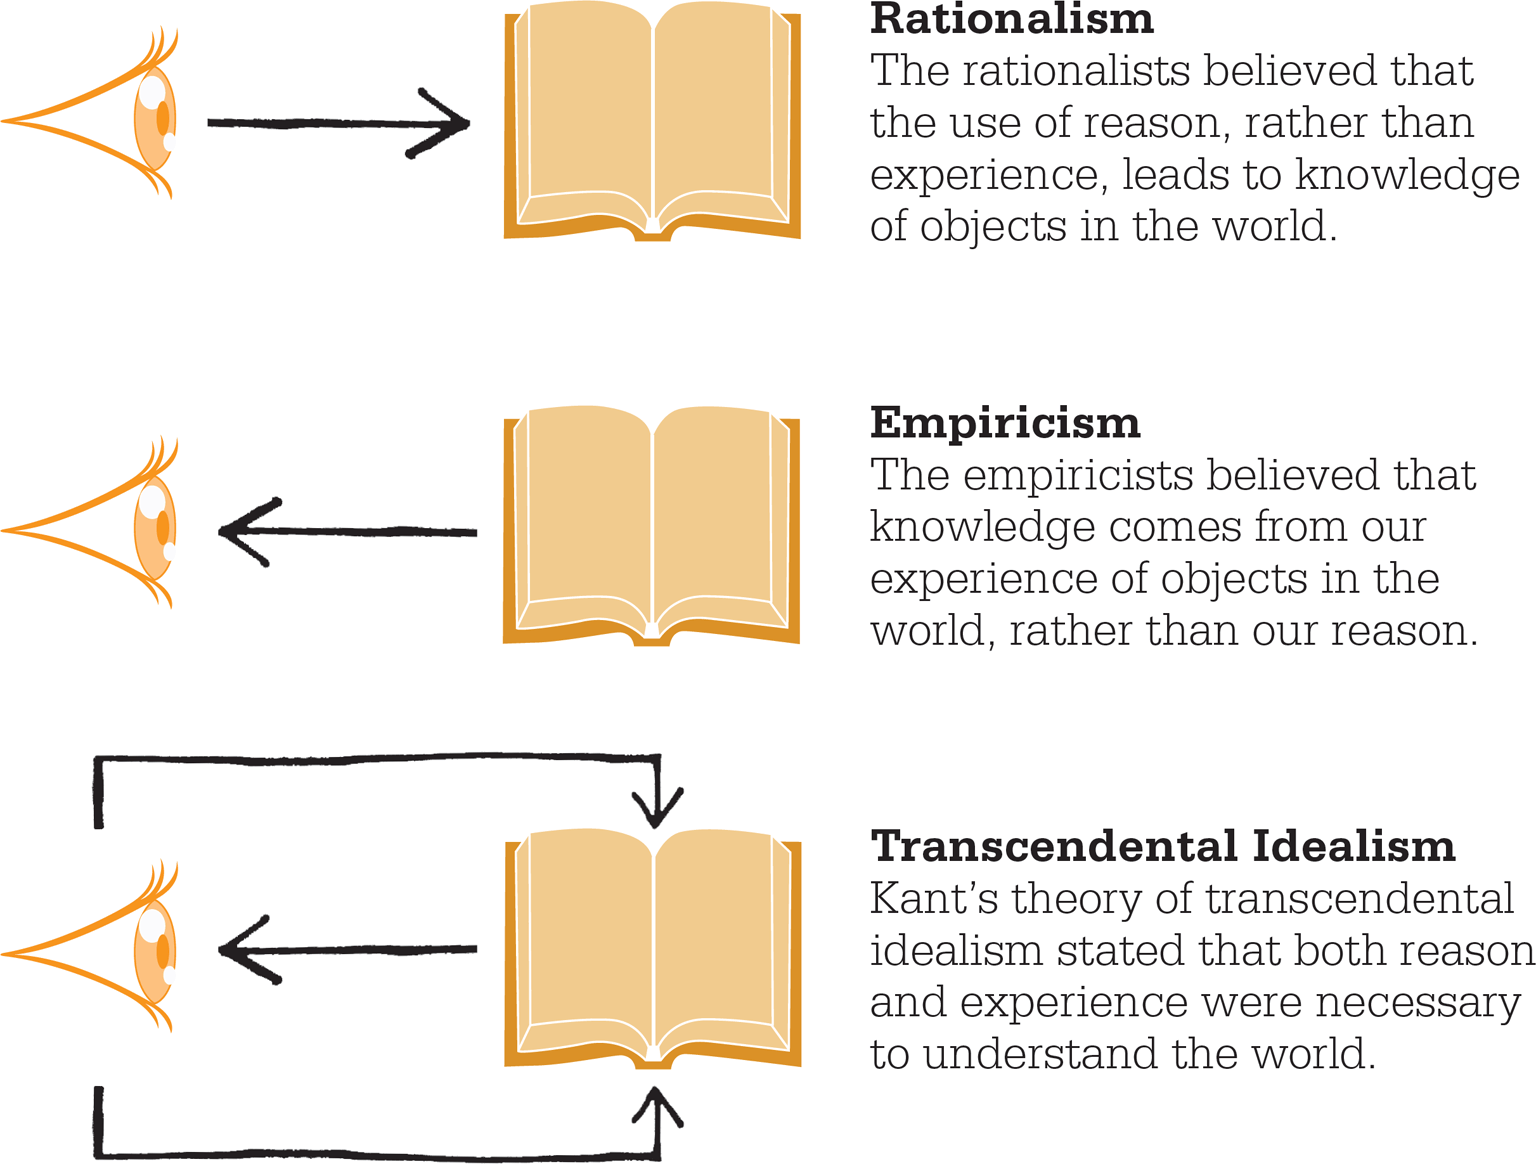 Rationalism
The rationalists believed that
the use of reason, rather than
experience, leads to knowledge
of objects in the world.
Empiricism
The empiricists believed that
knowledge comes from our
experience of objects in the
world, rather than our reason.
Transcendental Idealism
Kant’s theory of transcendental
idealism stated that both reason
and experience were necessary
to understand the world.